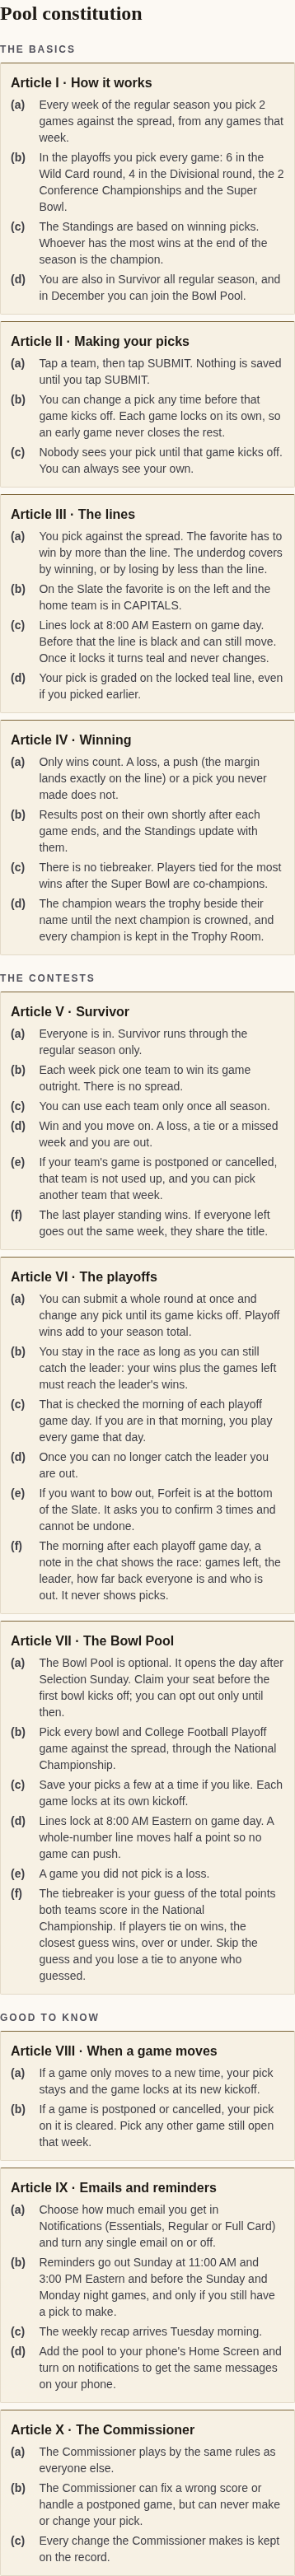 Pool constitution
THE BASICS
Article I · How it works
(a) Every week of the regular season you pick 2
games against the spread, from any games that
week.
(b) In the playoffs you pick every game: 6 in the
Wild Card round, 4 in the Divisional round, the 2
Conference Championships and the Super
Bowl.
(c) The Standings are based on winning picks.
Whoever has the most wins at the end of the
season is the champion.
(d) You are also in Survivor all regular season, and
in December you can join the Bowl Pool.
Article II · Making your picks
(a) Tap a team, then tap SUBMIT. Nothing is saved
until you tap SUBMIT.
(b) You can change a pick any time before that
game kicks off. Each game locks on its own, so
an early game never closes the rest.
(c) Nobody sees your pick until that game kicks off.
You can always see your own.
Article III · The lines
(a) You pick against the spread. The favorite has to
win by more than the line. The underdog covers
by winning, or by losing by less than the line.
(b) On the Slate the favorite is on the left and the
home team is in CAPITALS.
(c) Lines lock at 8:00 AM Eastern on game day.
Before that the line is black and can still move.
Once it locks it turns teal and never changes.
(d) Your pick is graded on the locked teal line, even
if you picked earlier.
Article IV · Winning
(a) Only wins count. A loss, a push (the margin
lands exactly on the line) or a pick you never
made does not.
(b) Results post on their own shortly after each
game ends, and the Standings update with
them.
(c) There is no tiebreaker. Players tied for the most
wins after the Super Bowl are co-champions.
(d) The champion wears the trophy beside their
name until the next champion is crowned, and
every champion is kept in the Trophy Room.
THE CONTESTS
Article V · Survivor
(a) Everyone is in. Survivor runs through the
regular season only.
(b) Each week pick one team to win its game
outright. There is no spread.
(c) You can use each team only once all season.
(d) Win and you move on. A loss, a tie or a missed
week and you are out.
(e) If your team's game is postponed or cancelled,
that team is not used up, and you can pick
another team that week.
(f) The last player standing wins. If everyone left
goes out the same week, they share the title.
Article VI · The playoffs
(a) You can submit a whole round at once and
change any pick until its game kicks off. Playoff
wins add to your season total.
(b) You stay in the race as long as you can still
catch the leader: your wins plus the games left
must reach the leader's wins.
(c) That is checked the morning of each playoff
game day. If you are in that morning, you play
every game that day.
(d) Once you can no longer catch the leader you
are out.
(e) If you want to bow out, Forfeit is at the bottom
of the Slate. It asks you to confirm 3 times and
cannot be undone.
(f) The morning after each playoff game day, a
note in the chat shows the race: games left, the
leader, how far back everyone is and who is
out. It never shows picks.
Article VII · The Bowl Pool
(a) The Bowl Pool is optional. It opens the day after
Selection Sunday. Claim your seat before the
first bowl kicks off; you can opt out only until
then.
(b) Pick every bowl and College Football Playoff
game against the spread, through the National
Championship.
(c) Save your picks a few at a time if you like. Each
game locks at its own kickoff.
(d) Lines lock at 8:00 AM Eastern on game day. A
whole-number line moves half a point so no
game can push.
(e) A game you did not pick is a loss.
(f) The tiebreaker is your guess of the total points
both teams score in the National
Championship. If players tie on wins, the
closest guess wins, over or under. Skip the
guess and you lose a tie to anyone who
guessed.
GOOD TO KNOW
Article VIII · When a game moves
(a) If a game only moves to a new time, your pick
stays and the game locks at its new kickoff.
(b) If a game is postponed or cancelled, your pick
on it is cleared. Pick any other game still open
that week.
Article IX · Emails and reminders
(a) Choose how much email you get in
Notifications (Essentials, Regular or Full Card)
and turn any single email on or off.
(b) Reminders go out Sunday at 11:00 AM and
3:00 PM Eastern and before the Sunday and
Monday night games, and only if you still have
a pick to make.
(c) The weekly recap arrives Tuesday morning.
(d) Add the pool to your phone's Home Screen and
turn on notifications to get the same messages
on your phone.
Article X · The Commissioner
(a) The Commissioner plays by the same rules as
everyone else.
(b) The Commissioner can fix a wrong score or
handle a postponed game, but can never make
or change your pick.
(c) Every change the Commissioner makes is kept
on the record.